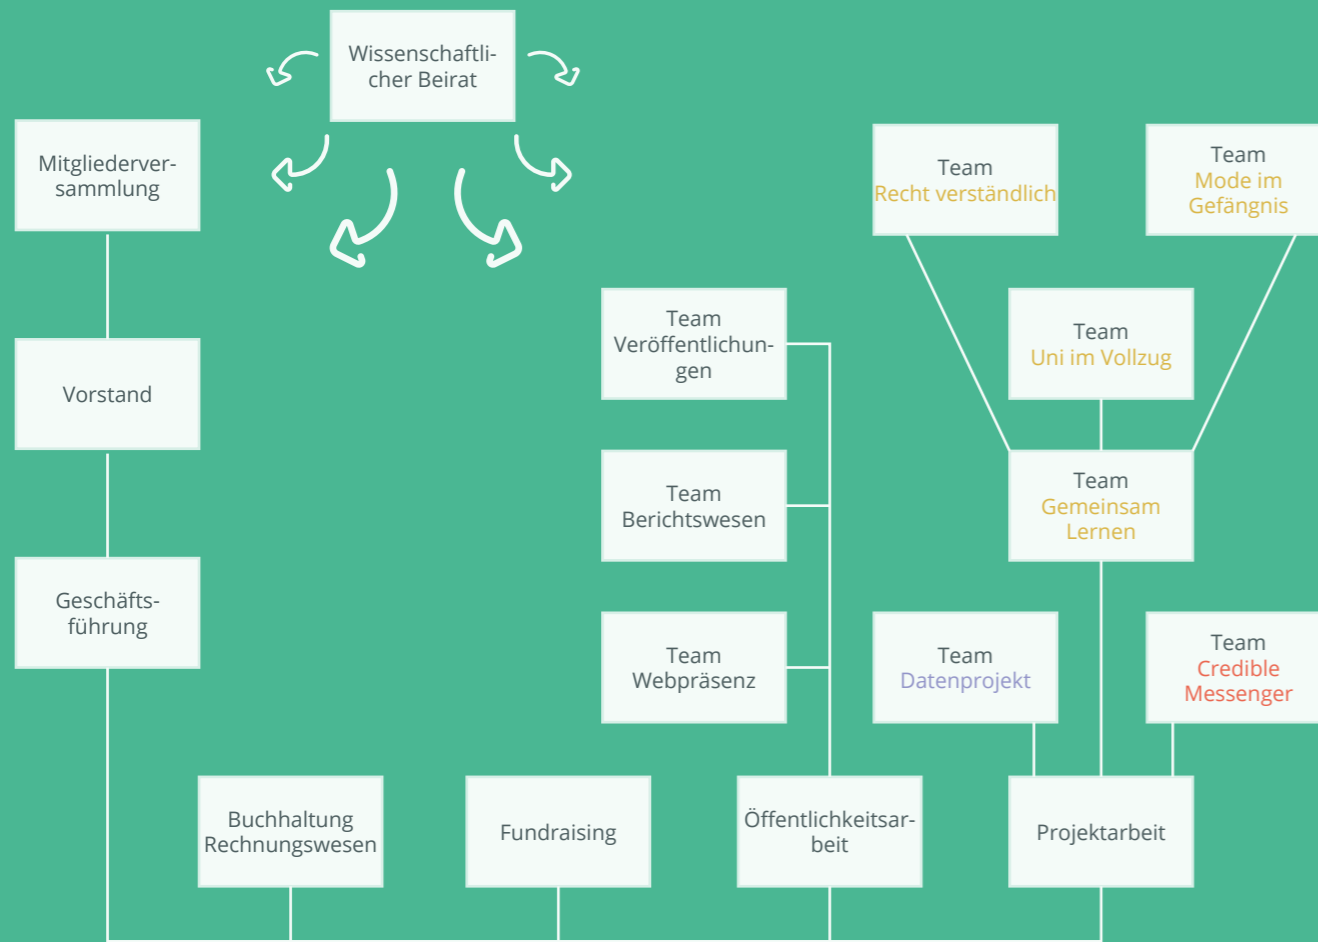 Wissenschaftli-
cher Beirat
Mitgliederver-
sammlung
Team
Recht verständlich
Team
Mode im
Gefängnis
Team
Veröffentlichun-
gen
Team
Uni im Vollzug
Vorstand
Team
Berichtswesen
Team
Gemeinsam
Lernen
Geschäfts-
führung
Team
Webpräsenz
Team
Datenprojekt
Team
Credible
Messenger
Buchhaltung
Rechnungswesen
Fundraising
Öffentlichkeitsar-
beit
Projektarbeit